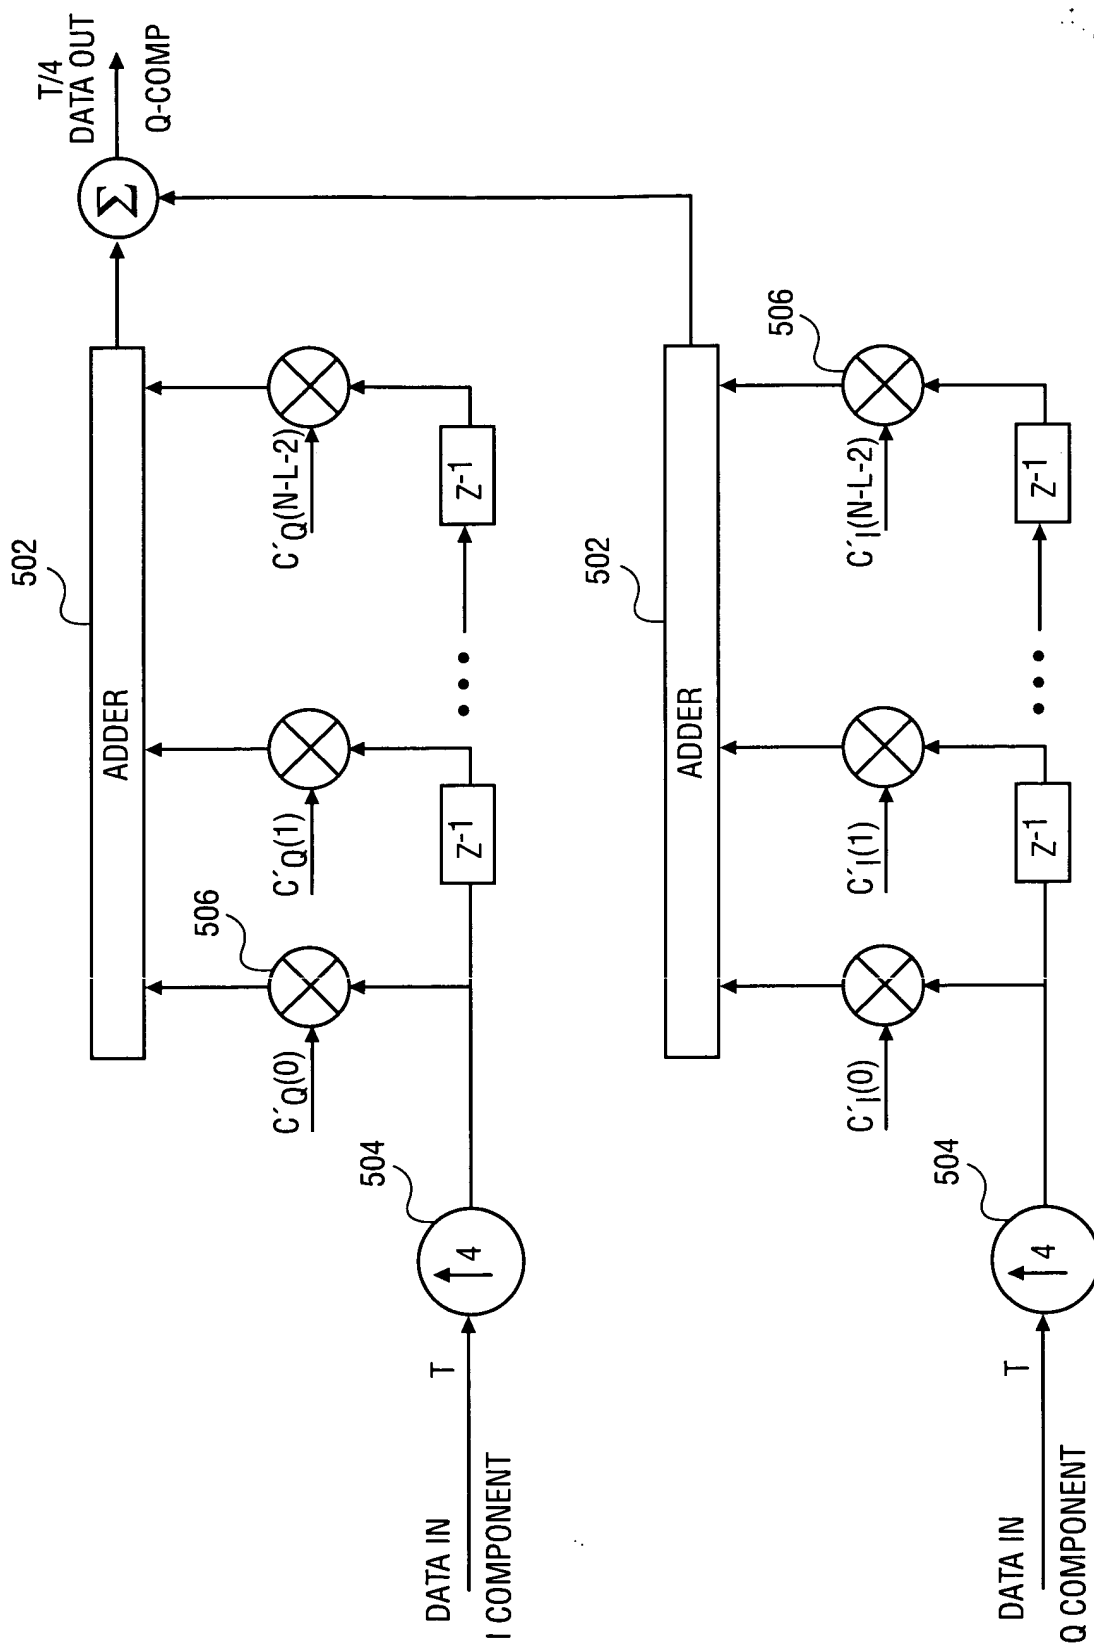 T/4
DATA OUT
Q-COMP
Σ
502
ADDER
506
C′Q(0)
C′Q(1)
C′Q(N-L-2)
504
4
Z-1
Z-1
T
DATA IN
I COMPONENT
502
ADDER
506
C′I(0)
C′I(1)
C′I(N-L-2)
504
4
Z-1
Z-1
T
DATA IN
Q COMPONENT